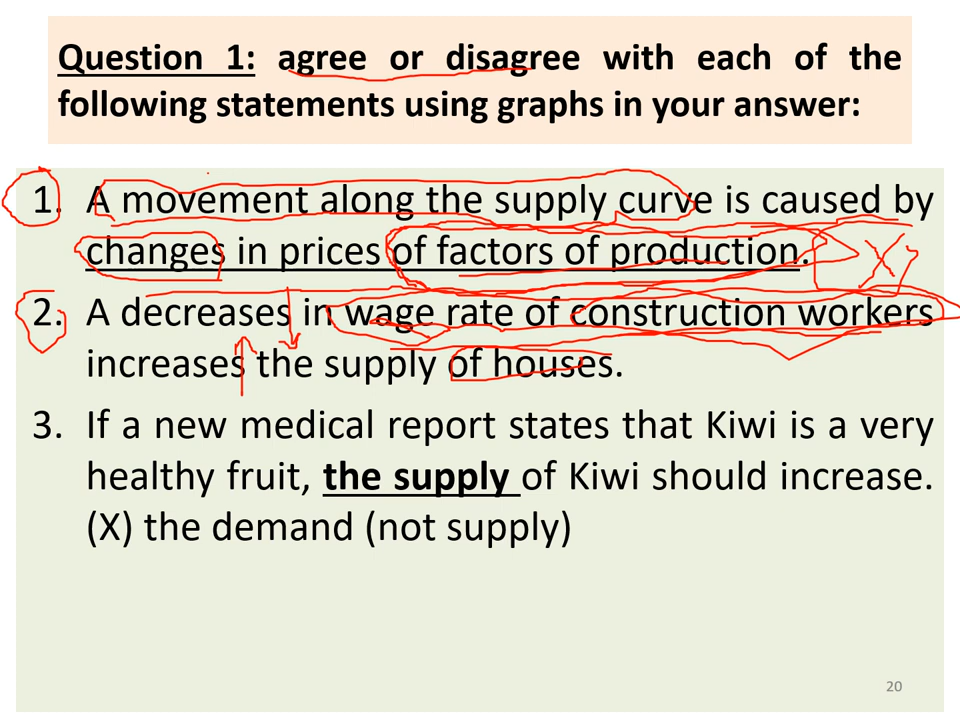 Question 1: agree or disagree with each of the
following statements using graphs in your answer:
1. A movement along the supply curve is caused by
changes in prices of factors of production.
2. A decreases in wage rate of construction workers
increases the supply of houses.
3. If a new medical report states that Kiwi is a very
healthy fruit, the supply of Kiwi should increase.
(X) the demand (not supply)
20